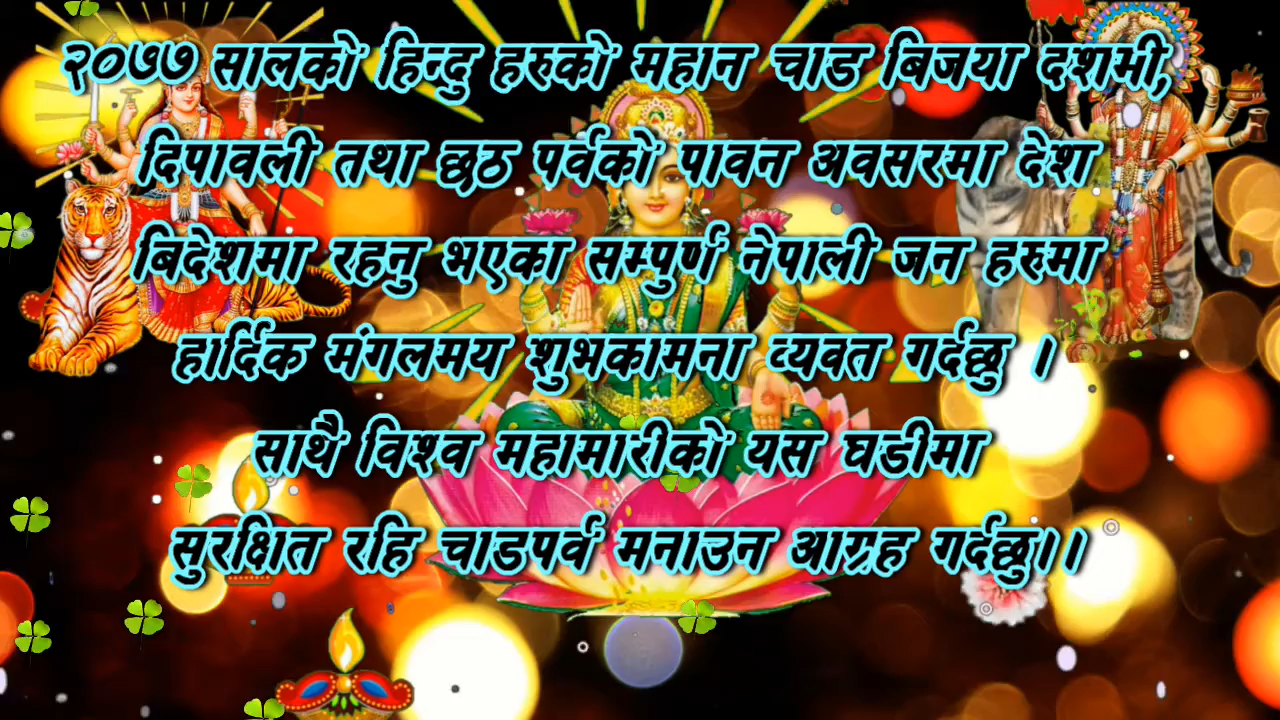 २०७७ सालको हिन्दु हरुको महान चाड बिजया दशमी,
दिपावली तथा छठ पर्वको पावन अवसरमा देश
बिदेशमा रहनु भएका सम्पुर्ण नेपाली जन हरुमा
हार्दिक मंगलमय शुभकामना व्यवत गर्दछु ।
साथै विश्व महामारीको यस घडीमा
सुरक्षित रहि चाडपर्व मनाउन आग्रह गर्दछु।।